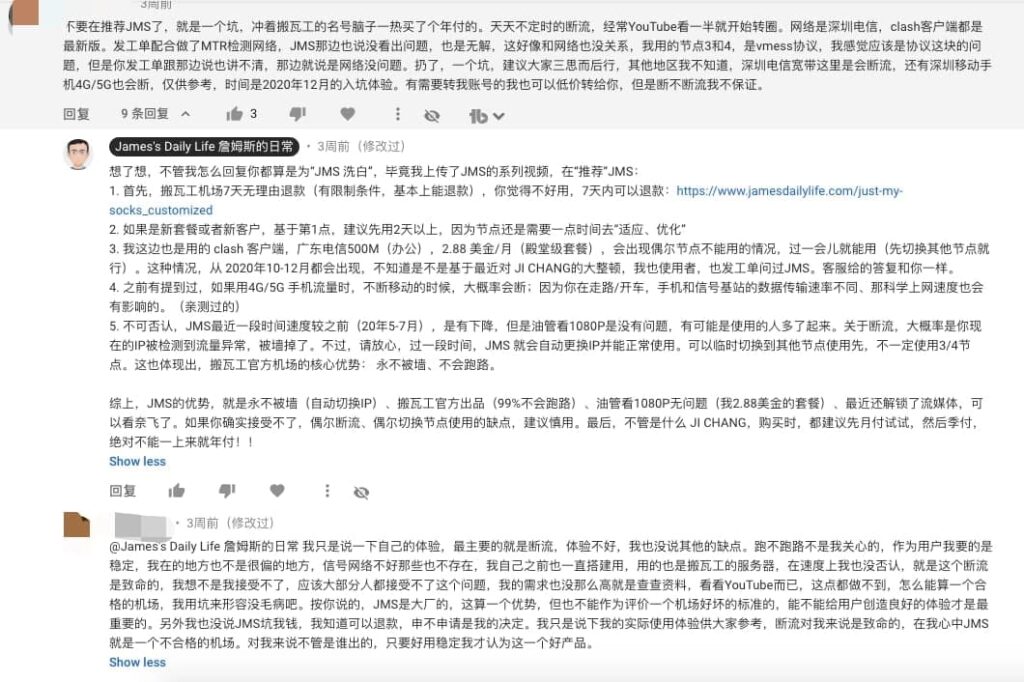 3周前
不要在推荐JMS了，就是一个坑，冲着搬瓦工的名号脑子一热买了个年付的。天天不定时的断流，经常YouTube看一半就开始转圈。网络是深圳电信，clash客户端都是
最新版。发工单配合做了MTR检测网络，JMS那边也说没看出问题，也是无解，这好像和网络也没关系，我用的节点3和4，是vmess协议，我感觉应该是协议这块的问
题，但是你发工单跟那边说也讲不清，那边就说是网络没问题。扔了，一个坑，建议大家三思而后行，其他地区我不知道，深圳电信宽带这里是会断流，还有深圳移动手
机4G/5G也会断，仅供参考，时间是2020年12月的入坑体验。有需要转我账号的我也可以低价转给你，但是断不断流我不保证。
回复 9 条回复 3
James's Daily Life 詹姆斯的日常 · 3周前（修改过）
想了想，不管我怎么回复你都算是为“JMS 洗白”，毕竟我上传了JMS的系列视频，在“推荐”JMS：
1. 首先，搬瓦工机场7天无理由退款（有限制条件，基本上能退款），你觉得不好用，7天内可以退款：https://www.jamesdailylife.com/just-my-
socks_customized
2. 如果是新套餐或者新客户，基于第1点，建议先用2天以上，因为节点还是需要一点时间去“适应、优化”
3. 我这边也是用的 clash 客户端，广东电信500M（办公），2.88 美金/月（殿堂级套餐），会出现偶尔节点不能用的情况，过一会儿就能用（先切换其他节点就
行）。这种情况，从 2020年10-12月都会出现，不知道是不是基于最近对 JI CHANG的大整顿，我也使用者，也发工单问过JMS。客服给的答复和你一样。
4. 之前有提到过，如果用4G/5G 手机流量时，不断移动的时候，大概率会断；因为你在走路/开车，手机和信号基站的数据传输速率不同、那科学上网速度也会
有影响的。（亲测过的）
5. 不可否认，JMS最近一段时间速度较之前（20年5-7月），是有下降，但是油管看1080P是没有问题，有可能是使用的人多了起来。关于断流，大概率是你现
在的IP被检测到流量异常，被墙掉了。不过，请放心，过一段时间，JMS 就会自动更换IP并能正常使用。可以临时切换到其他节点使用先，不一定使用3/4节
点。这也体现出，搬瓦工官方机场的核心优势： 永不被墙、不会跑路。
综上，JMS的优势，就是永不被墙（自动切换IP）、搬瓦工官方出品（99%不会跑路）、油管看1080P无问题（我2.88美金的套餐）、最近还解锁了流媒体，可
以看奈飞了。如果你确实接受不了，偶尔断流、偶尔切换节点使用的缺点，建议慎用。最后，不管是什么 JI CHANG，购买时，都建议先月付试试，然后季付，
绝对不能一上来就年付！！
Show less
回复
· 3周前（修改过）
@James's Daily Life 詹姆斯的日常 我只是说一下自己的体验，最主要的就是断流，体验不好，我也没说其他的缺点。跑不跑路不是我关心的，作为用户我要的是
稳定，我在的地方也不是很偏的地方，信号网络不好那些也不存在，我自己之前也一直搭建用，用的也是搬瓦工的服务器，在速度上我也没否认，就是这个断流
是致命的，我想不是我接受不了，应该大部分人都接受不了这个问题，我的需求也没那么高就是查查资料，看看YouTube而已，这点都做不到，怎么能算一个合
格的机场，我用坑来形容没毛病吧。按你说的，JMS是大厂的，这算一个优势，但也不能作为评价一个机场好坏的标准的，能不能给用户创造良好的体验才是最
重要的。另外我也没说JMS坑我钱，我知道可以退款，申不申请是我的决定。我只是说下我的实际使用体验供大家参考，断流对我来说是致命的，在我心中JMS
就是一个不合格的机场。对我来说不管是谁出的，只要好用稳定我才认为这一个好产品。
Show less